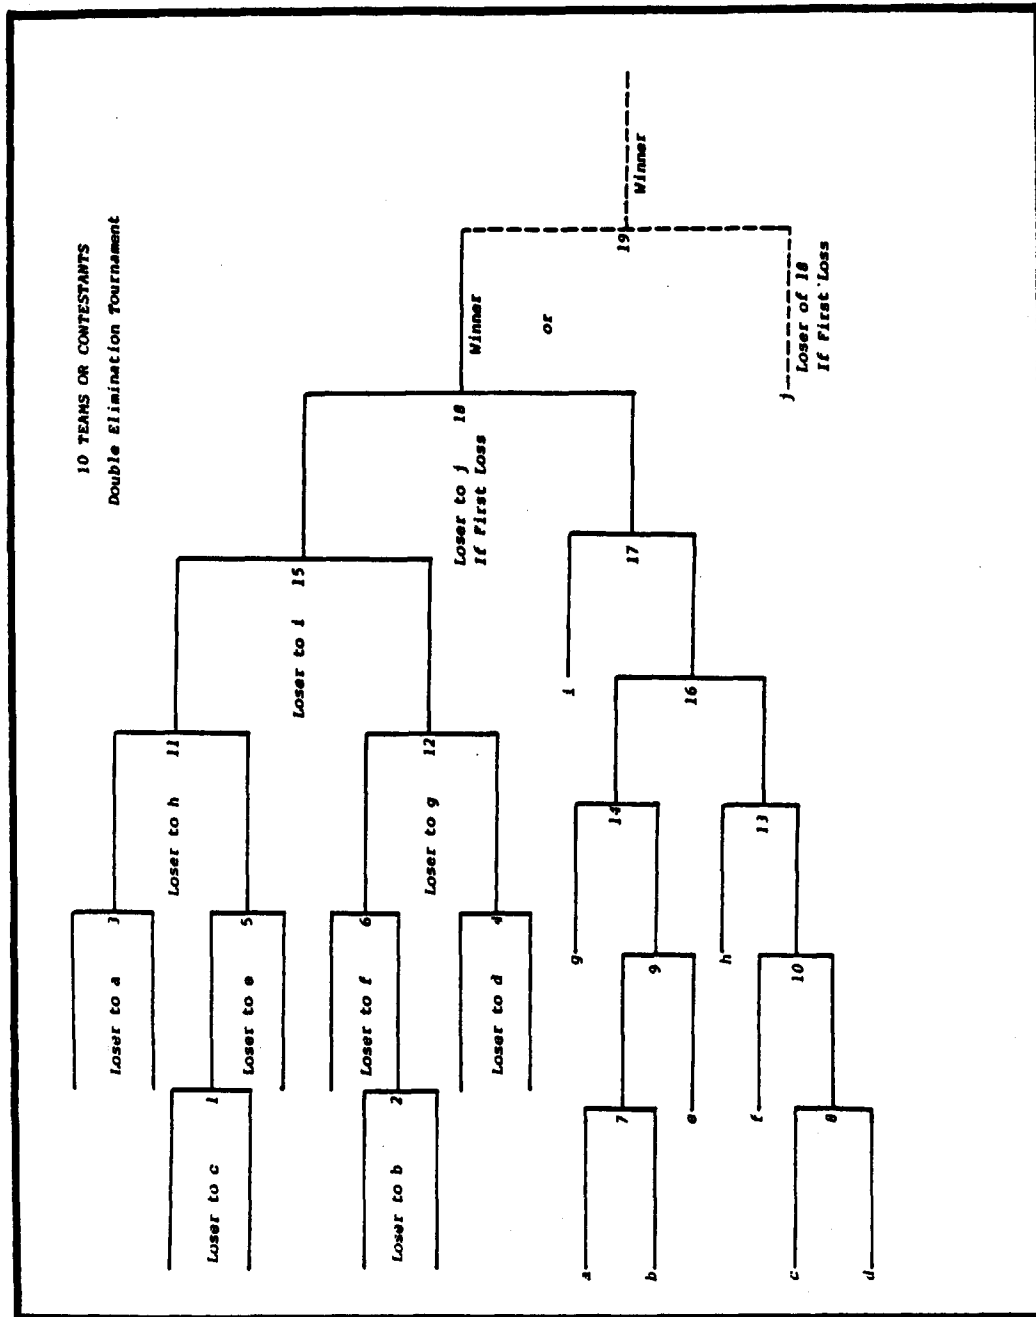 10 TEAMS OR CONTESTANTS
Double Elimination Tournament
Loser to a
3
Loser to h
11
Loser to c
1
Loser to e
5
Loser to i
15
Loser to f
6
Loser to g
12
Loser to b
2
Loser to d
4
Loser to j
If First Loss
18
Winner
or
19
Winner
j
Loser of 18
If First Loss
a
7
b
9
e
g
14
16
i
17
f
10
h
13
c
8
d